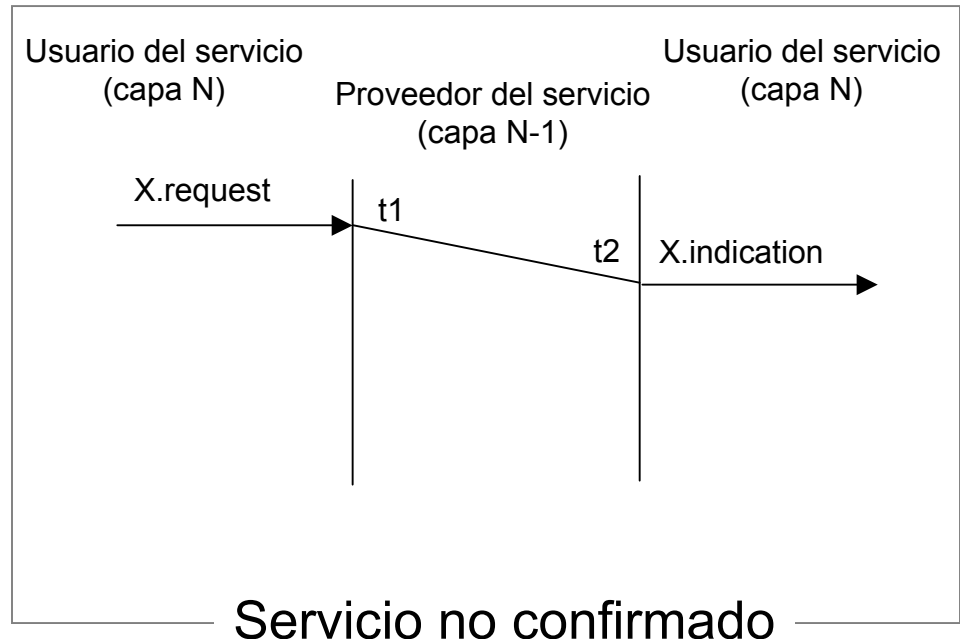 Usuario del servicio
(capa N)
Proveedor del servicio
(capa N-1)
Usuario del servicio
(capa N)
X.request
t1
t2
X.indication
Servicio no confirmado